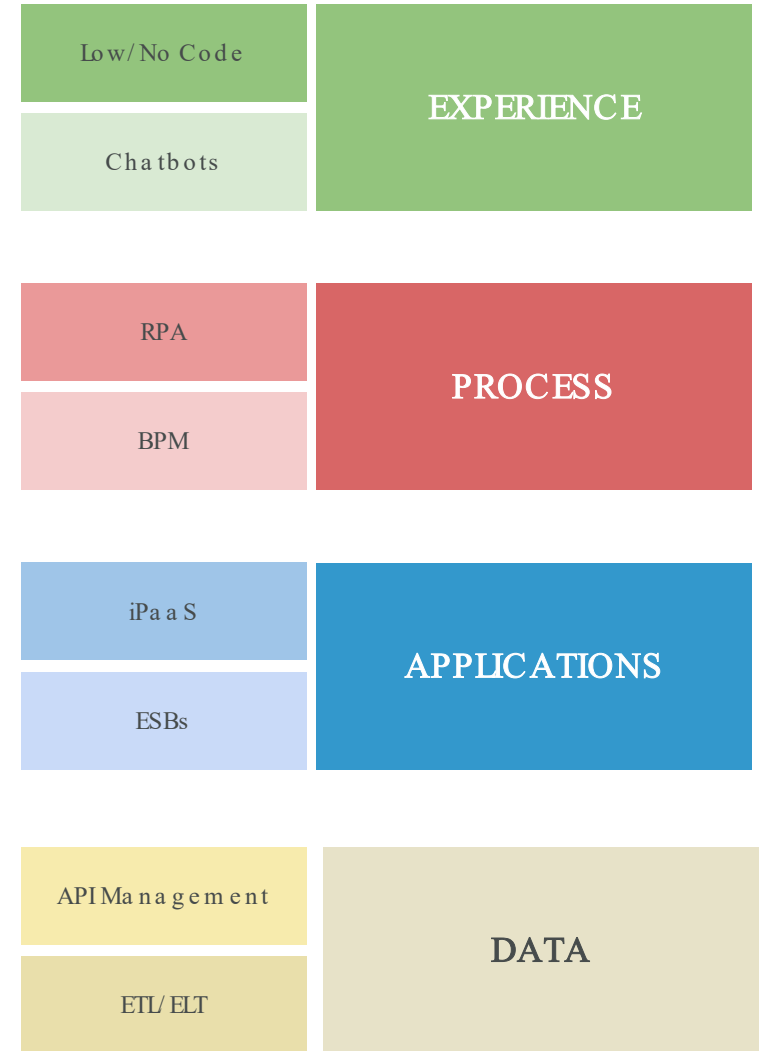 Low/No Code
EXPERIENCE
Chatbots
RPA
PROCESS
BPM
iPaaS
APPLICATIONS
ESBs
API Management
DATA
ETL/ELT